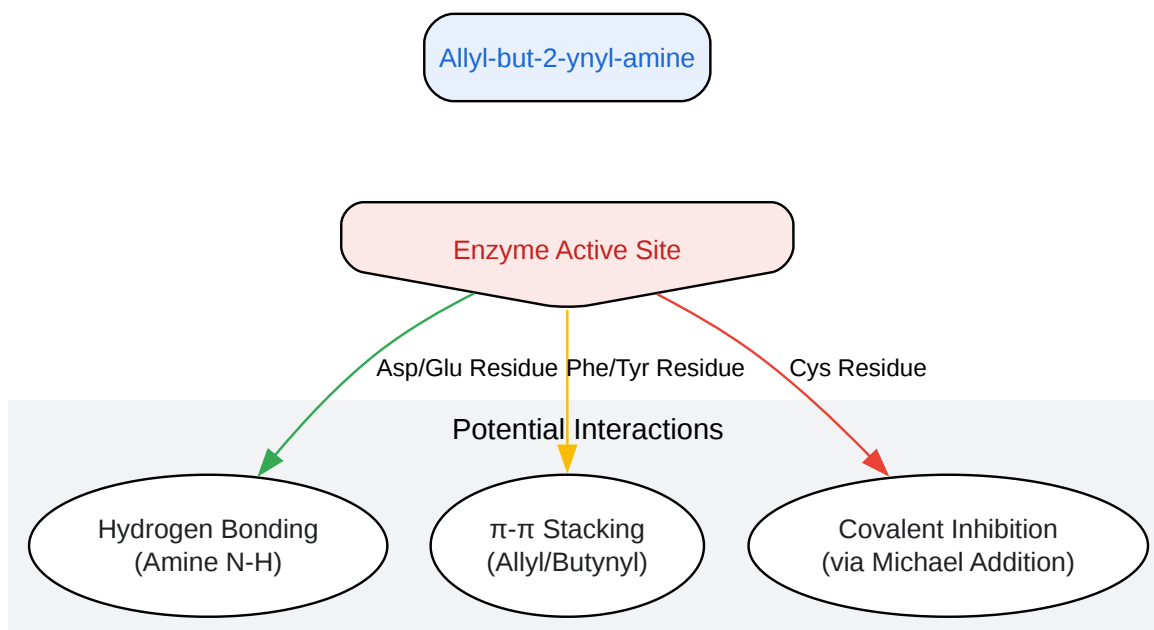 Allyl-but-2-ynyl-amine
Enzyme Active Site
Asp/Glu Residue
Phe/Tyr Residue
Cys Residue
Potential Interactions
Hydrogen Bonding
(Amine N-H)
π-π Stacking
(Allyl/Butynyl)
Covalent Inhibition
(via Michael Addition)